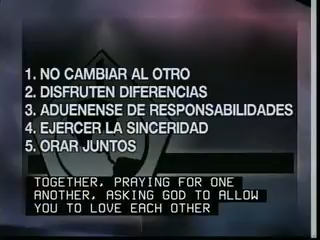 1. NO CAMBIAR AL OTRO
2. DISFRUTEN DIFERENCIAS
3. ADUENENSE DE RESPONSABILIDADES
4. EJERCER LA SINCERIDAD
5. ORAR JUNTOS
TOGETHER, PRAYING FOR ONE
ANOTHER, ASKING GOD TO ALLOW
YOU TO LOVE EACH OTHER